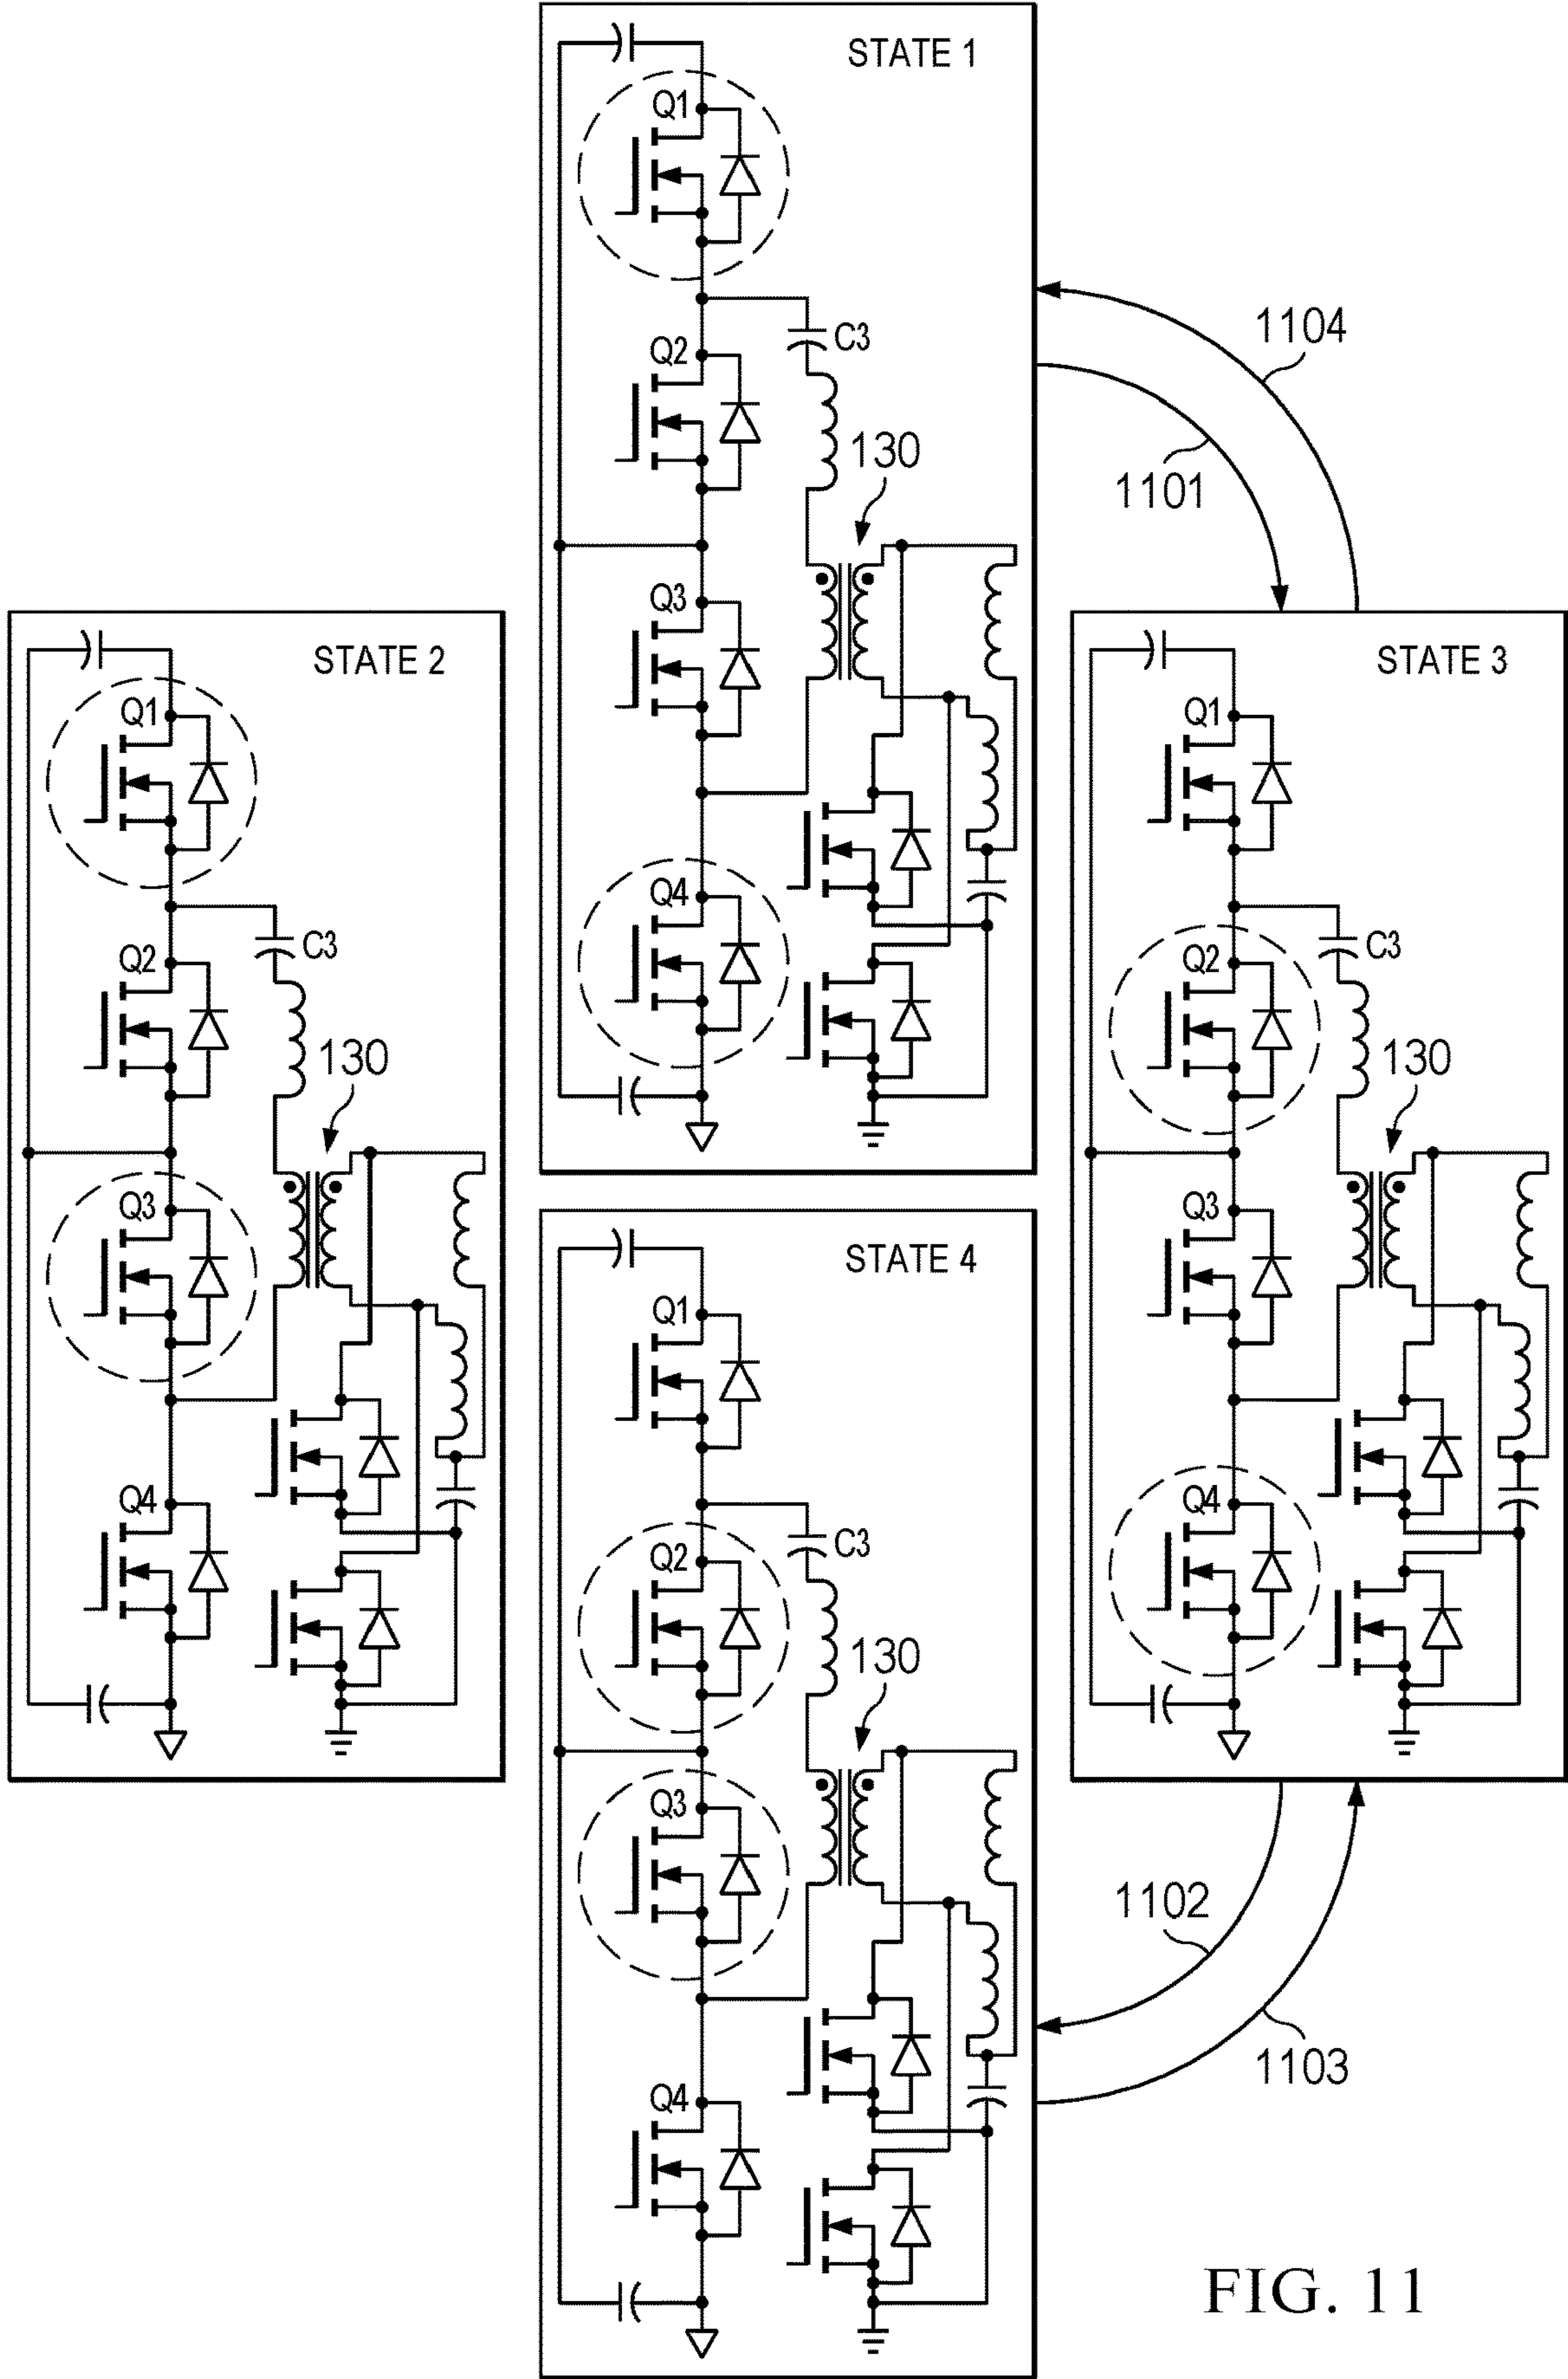 STATE 1
Q1
C3
Q2
130
Q3
Q4
1104
1101
STATE 2
Q1
C3
Q2
130
Q3
Q4
STATE 3
Q1
C3
Q2
130
Q3
Q4
STATE 4
Q1
C3
Q2
130
Q3
Q4
1102
1103
FIG. 11